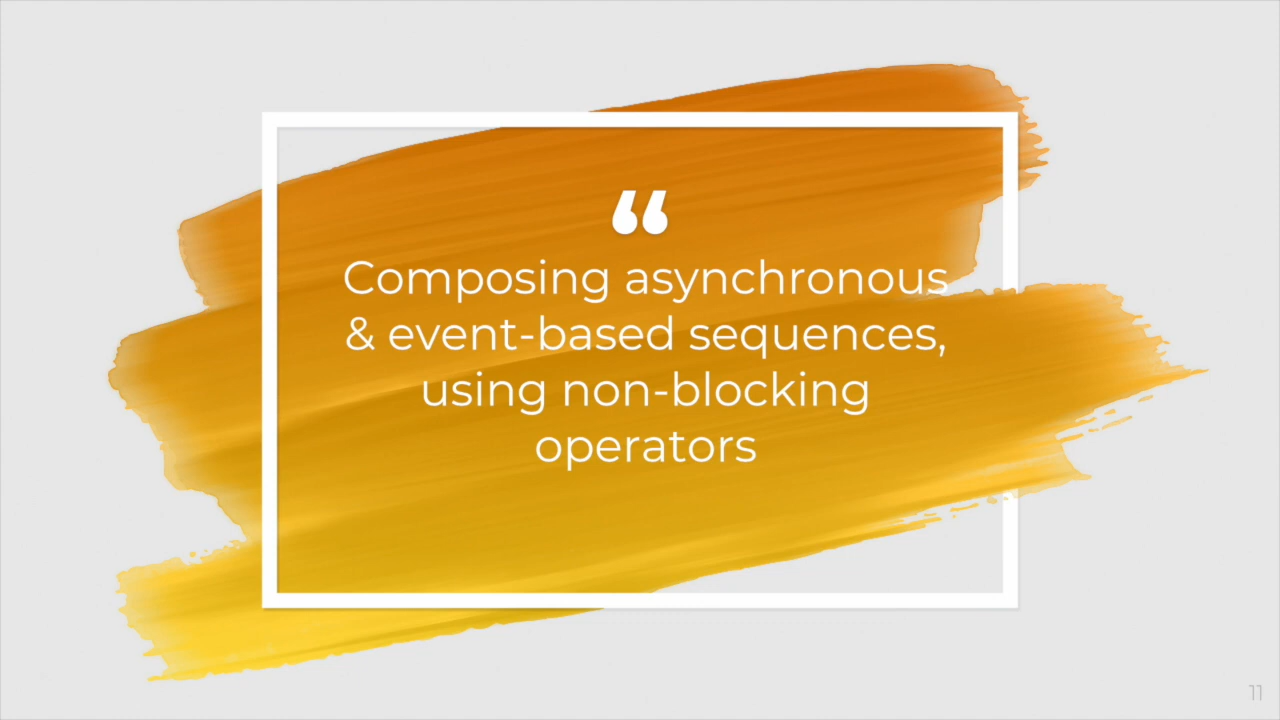 “
Composing asynchronous
& event-based sequences,
using non-blocking
operators
11